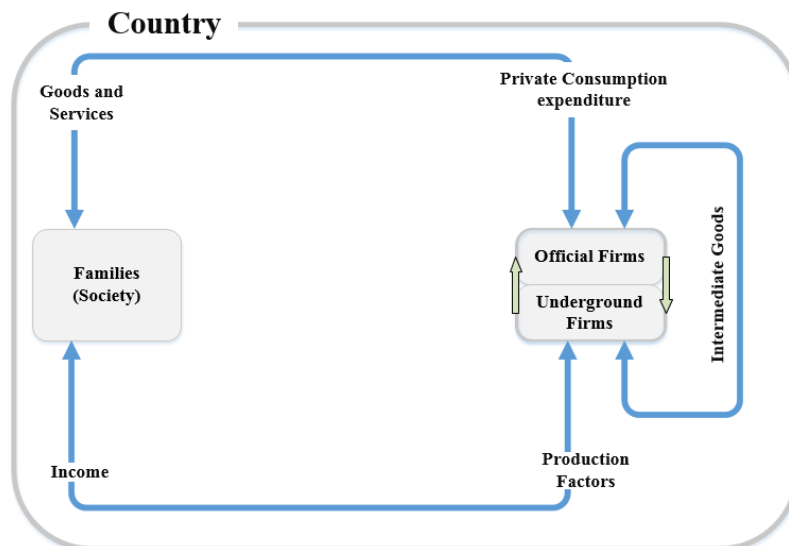 Country
Goods and
Services
Private Consumption
expenditure
Families
(Society)
Official Firms
Underground
Firms
Intermediate Goods
Income
Production
Factors